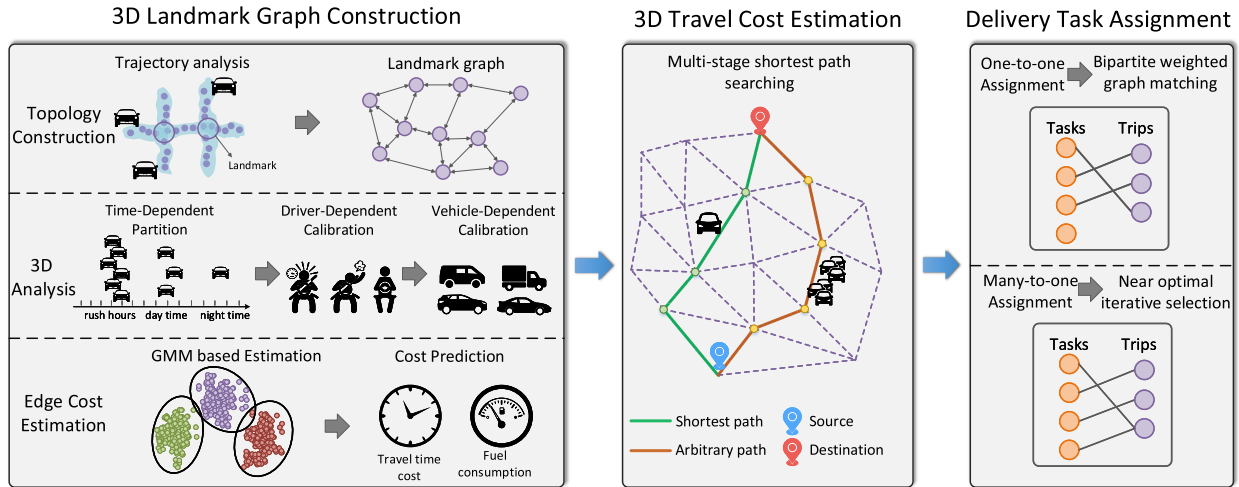 3D Landmark Graph Construction
Topology
Construction
Trajectory analysis
Landmark
Landmark graph
3D
Analysis
Time-Dependent
Partition
rush hours
day time
night time
Driver-Dependent
Calibration
Vehicle-Dependent
Calibration
Edge Cost
Estimation
GMM based Estimation
Cost Prediction
Travel time
cost
Fuel
consumption
3D Travel Cost Estimation
Multi-stage shortest path
searching
Shortest path
Source
Arbitrary path
Destination
Delivery Task Assignment
One-to-one
Assignment
Bipartite weighted
graph matching
Tasks
Trips
Many-to-one
Assignment
Near optimal
iterative selection
Tasks
Trips